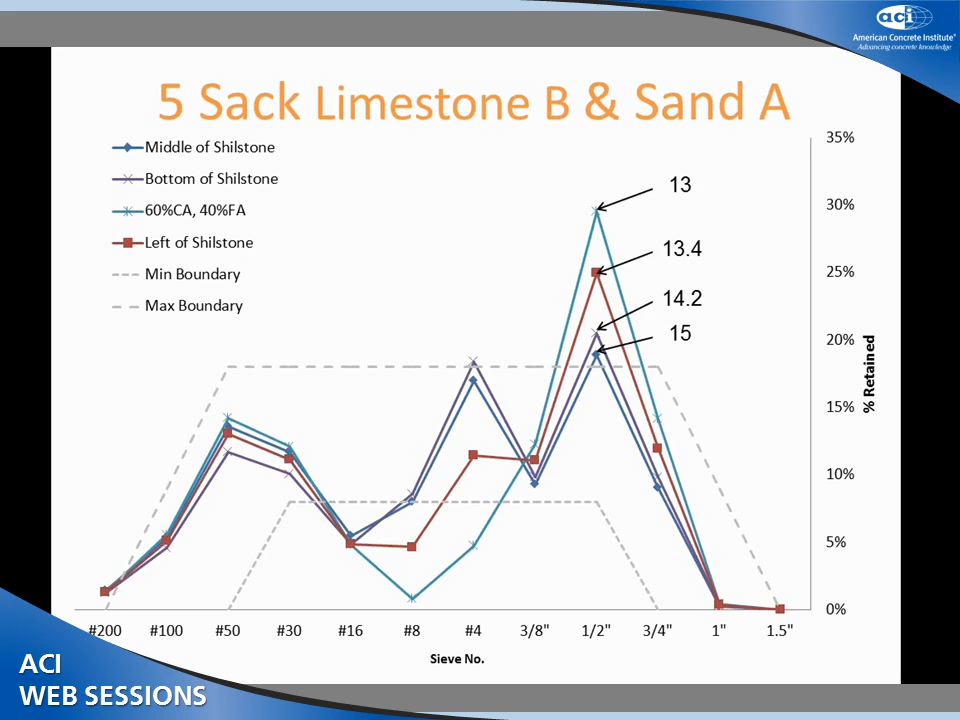 aci
American Concrete Institute®
Advancing concrete knowledge
5 Sack Limestone B & Sand A
Middle of Shilstone
Bottom of Shilstone
60%CA, 40%FA
Left of Shilstone
Min Boundary
Max Boundary
13
13.4
14.2
15
35%
30%
25%
20%
15%
10%
5%
0%
% Retained
#200 #100 #50 #30 #16 #8 #4 3/8" 1/2" 3/4" 1" 1.5"
Sieve No.
ACI
WEB SESSIONS